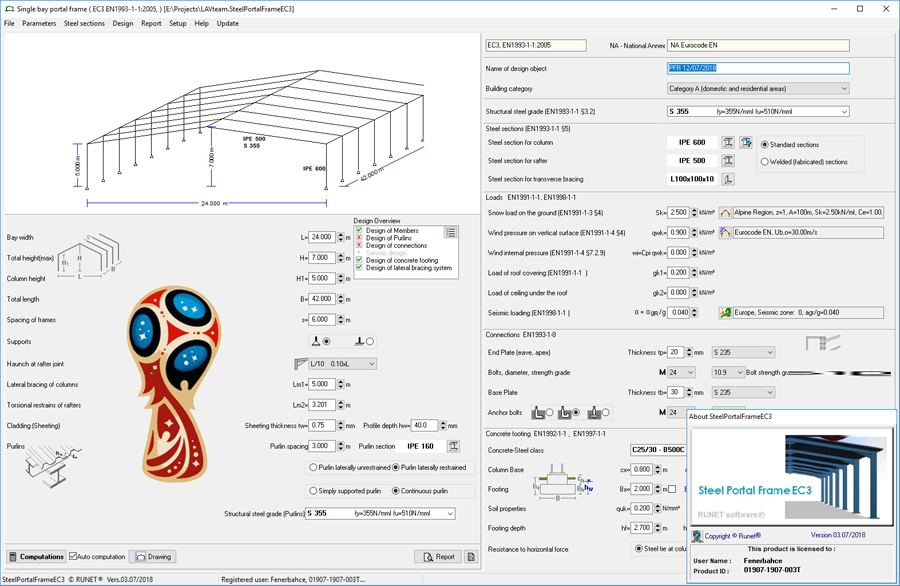 Single bay portal frame ( EC3 EN1993-1-1:2005, ) [E:\Projects\LAVteam.SteelPortalFrameEC3]
File Parameters Steel sections Design Report Setup Help Update
IPE 500
S 355
IPE 600
5.000 m
7.000 m
42.000 m
24.000 m
Design Overview
Design of Members
Design of Purlins
Design of connections
Seismic design
Design of concrete footing
Design of lateral bracing system
Bay width L= 24.000 m
Total height(max) H= 7.000 m
Column height H1= 5.000 m
Total length B= 42.000 m
Spacing of frames s= 6.000 m
Supports
Haunch at rafter joint L/10 0.10xL
Lateral bracing of columns Lm1= 5.000 m
Torsional restrains of rafters Lm2= 3.201 m
Cladding (Sheeting) Sheeting thickness tw= 0.75 mm Profile depth hw= 40.0 mm
Purlins Purlin spacing 3.000 m Purlin section IPE 160
Purlin laterally unrestrained Purlin laterally restrained
Simply supported purlin Continuous purlin
Structural steel grade (Purlins) S 355 fy=355N/mm fu=510N/mm
Computations Auto computation Drawing Report
SteelPortalFrameEC3 © RUNET ® Vers.03/07/2018 Registered user: Fenerbahce, 01907-1907-003T...
EC3, EN1993-1-1:2005 NA - National Annex NA Eurocode EN
Name of design object PFR 12/07/2018
Building category Category A (domestic and residential areas)
Structural steel grade (EN1993-1-1 §3.2) S 355 fy=355N/mml fu=510N/mml
Steel sections (EN1993-1-1 §5)
Steel section for column IPE 600 Standard sections
Steel section for rafter IPE 500 Welded (fabricated) sections
Steel section for transverse bracing L100x100x10
Loads EN1991-1-1, EN1998-1-1
Snow load on the ground (EN1991-1-3 §4) Sk= 2.500 kN/m² Alpine Region, z=1, A=100m, Sk=2.50kN/ml, Ce=1.00,
Wind pressure on vertical surface (EN1991-1-4 §4) qwk= 0.900 kN/m² Eurocode EN, Ub,o=30.00m/s
Wind internal pressure (EN1991-1-4 §7.2.9) wi=Cpi·qwk= 0.000 kN/m²
Load of roof covering (EN1991-1-1 ) gk1= 0.200 kN/m²
Load of ceiling under the roof gk2= 0.000 kN/m²
Seismic loading (EN1998-1-1 ) α = αgR/g 0.040 Europe, Seismic zone: 0, agr/g=0.040
Connections EN1993-1-8
End Plate (eave, apex) Thickness tp= 20 mm S 235
Bolts, diameter, strength grade M 24 10.9 Bolt strength gr
Base Plate Thickness tb= 30 mm S 235
Anchor bolts M 24
Concrete footing EN1992-1-1 , EN1997-1-1
Concrete-Steel class C25/30 - B500C
Column Base cx= 0.800 m
Footing Bx= 2.000 m
Soil properties quk= 0.200 N/mm²
Footing depth hf= 2.700 m
Resistance to horizontal force Steel tie at colu
About SteelPortalFrameEC3
Steel Portal Frame EC3
RUNET software®
Copyright © Runet® Version 03/07/2018
This product is licensed to :
User Name : Fenerbahce
Product ID : 01907-1907-003T